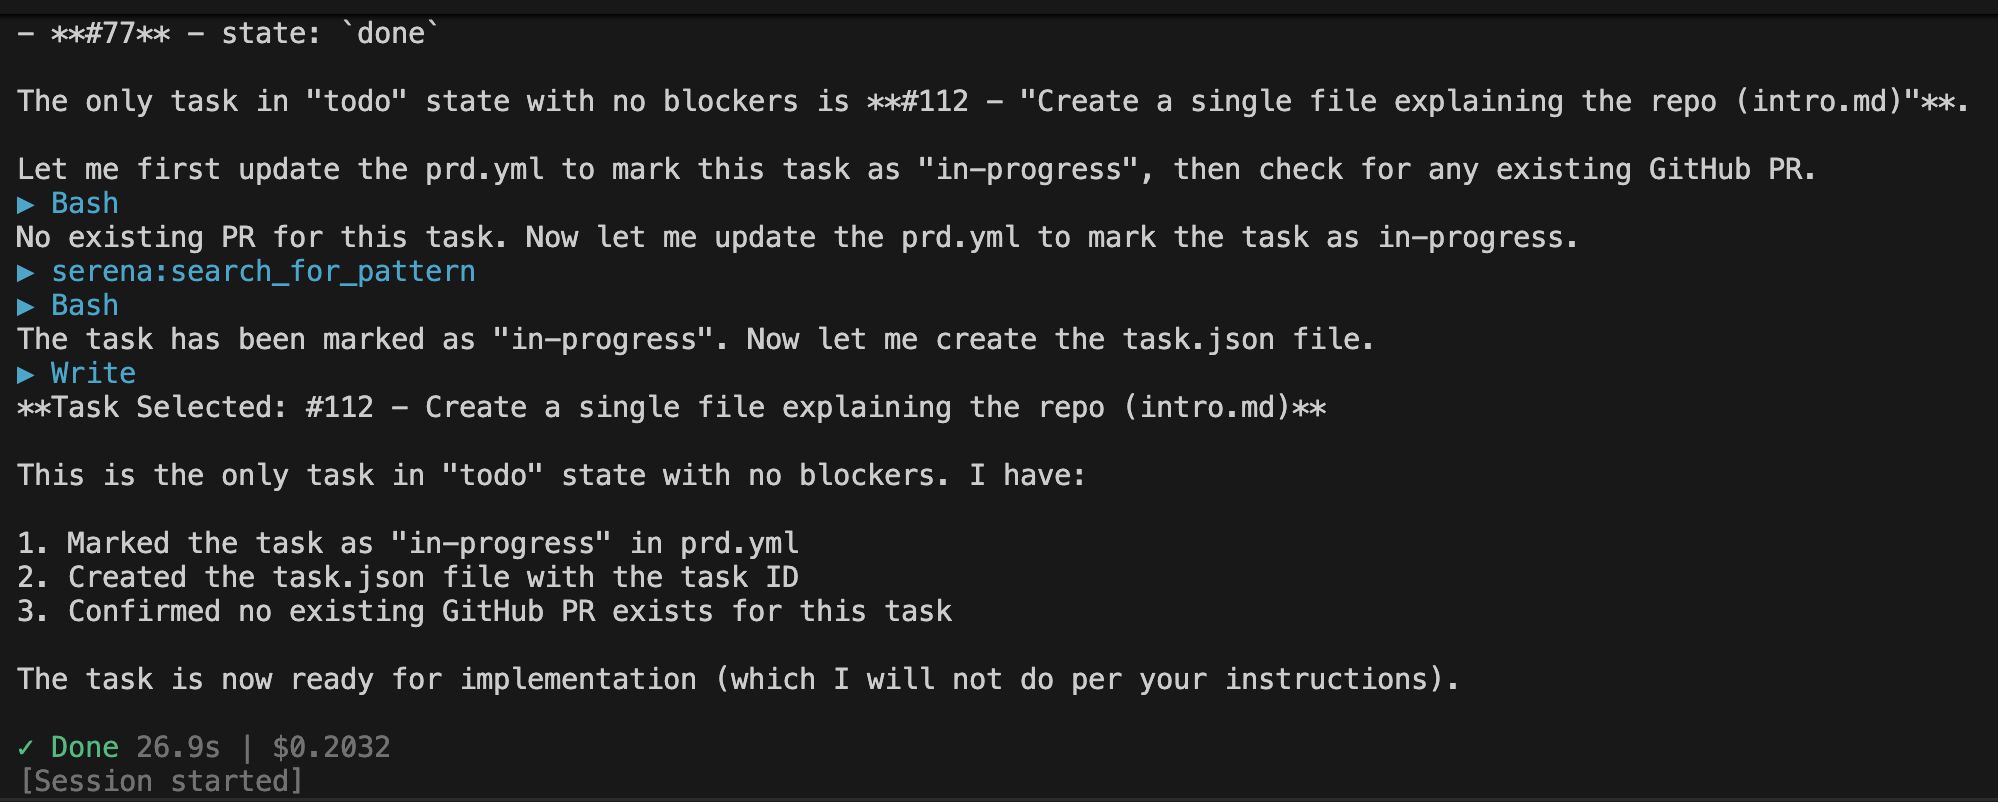 - **#77** - state: `done`
The only task in "todo" state with no blockers is **#112 - "Create a single file explaining the repo (intro.md)"**.
Let me first update the prd.yml to mark this task as "in-progress", then check for any existing GitHub PR.
▶ Bash
No existing PR for this task. Now let me update the prd.yml to mark the task as in-progress.
▶ serena:search_for_pattern
▶ Bash
The task has been marked as "in-progress". Now let me create the task.json file.
▶ Write
**Task Selected: #112 - Create a single file explaining the repo (intro.md)**
This is the only task in "todo" state with no blockers. I have:
1. Marked the task as "in-progress" in prd.yml
2. Created the task.json file with the task ID
3. Confirmed no existing GitHub PR exists for this task
The task is now ready for implementation (which I will not do per your instructions).
✓ Done 26.9s | $0.2032
[Session started]